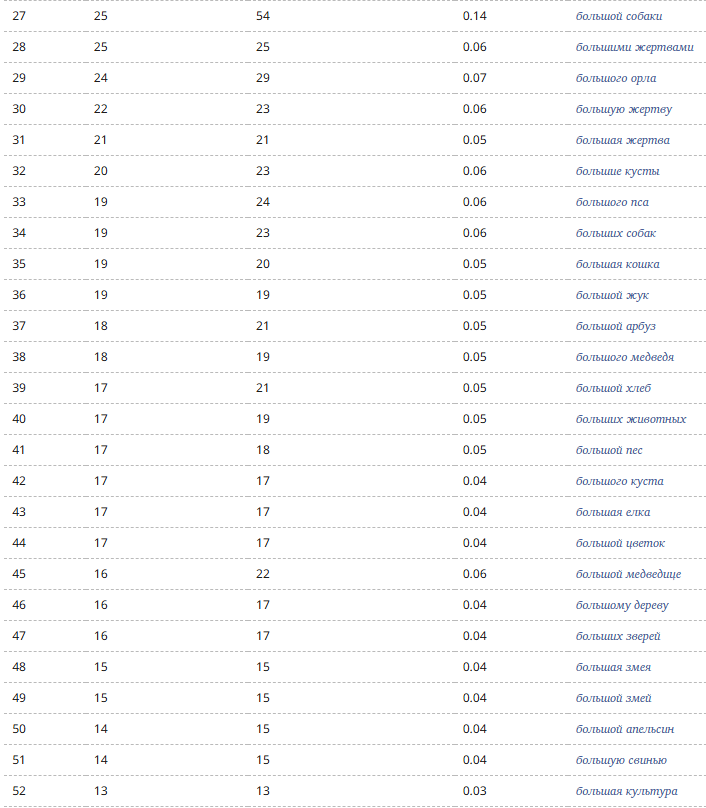 27 25 54 0.14 большой собаки
28 25 25 0.06 большими жертвами
29 24 29 0.07 большого орла
30 22 23 0.06 большую жертву
31 21 21 0.05 большая жертва
32 20 23 0.06 большие кусты
33 19 24 0.06 большого пса
34 19 23 0.06 больших собак
35 19 20 0.05 большая кошка
36 19 19 0.05 большой жук
37 18 21 0.05 большой арбуз
38 18 19 0.05 большого медведя
39 17 21 0.05 большой хлеб
40 17 19 0.05 больших животных
41 17 18 0.05 большой пес
42 17 17 0.04 большого куста
43 17 17 0.04 большая елка
44 17 17 0.04 большой цветок
45 16 22 0.06 большой медведице
46 16 17 0.04 большому дереву
47 16 17 0.04 больших зверей
48 15 15 0.04 большая змея
49 15 15 0.04 большой змей
50 14 15 0.04 большой апельсин
51 14 15 0.04 большую свинью
52 13 13 0.03 большая культура